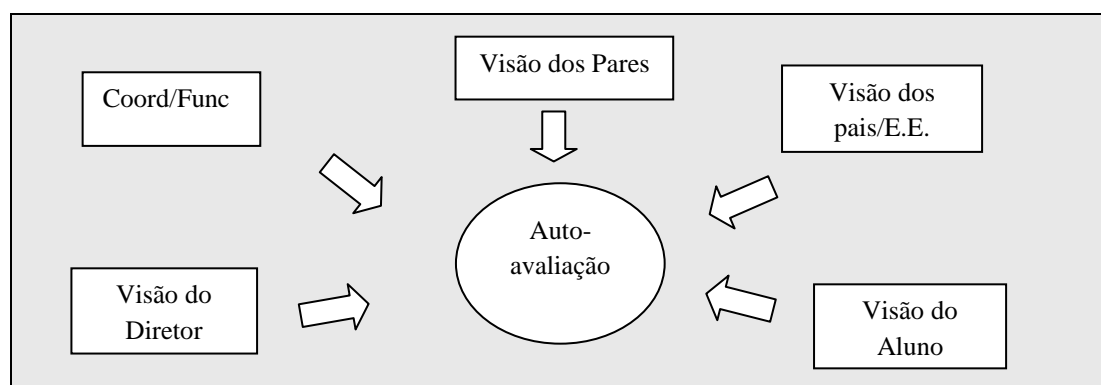 Visão dos Pares
Coord/Func
Visão dos
pais/E.E.
Auto-
avaliação
Visão do
Diretor
Visão do
Aluno